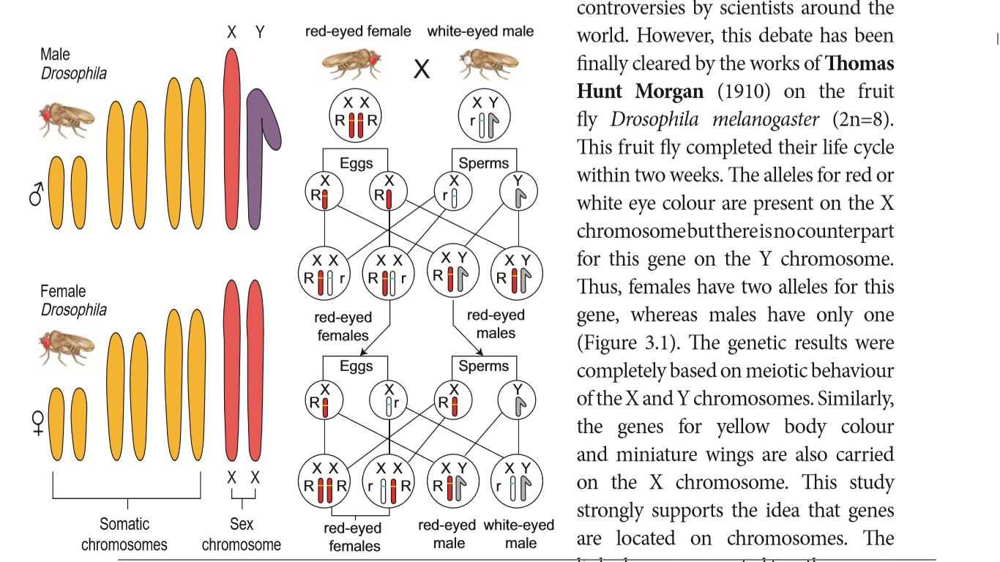 X Y
Male
Drosophila
♂
Female
Drosophila
♀
X X
Somatic
chromosomes
Sex
chromosome
red-eyed female white-eyed male
X
X X X Y
R R r
Eggs Sperms
X X X Y
R R r
X X X X X Y X Y
R r R r R R
red-eyed
females
red-eyed
males
Eggs Sperms
X X X Y
R r R
X X X X X Y X Y
R R r R R r
red-eyed
females
red-eyed
male
white-eyed
male
controversies by scientists around the
world. However, this debate has been
finally cleared by the works of Thomas
Hunt Morgan (1910) on the fruit
fly Drosophila melanogaster (2n=8).
This fruit fly completed their life cycle
within two weeks. The alleles for red or
white eye colour are present on the X
chromosome but there is no counterpart
for this gene on the Y chromosome.
Thus, females have two alleles for this
gene, whereas males have only one
(Figure 3.1). The genetic results were
completely based on meiotic behaviour
of the X and Y chromosomes. Similarly,
the genes for yellow body colour
and miniature wings are also carried
on the X chromosome. This study
strongly supports the idea that genes
are located on chromosomes. The